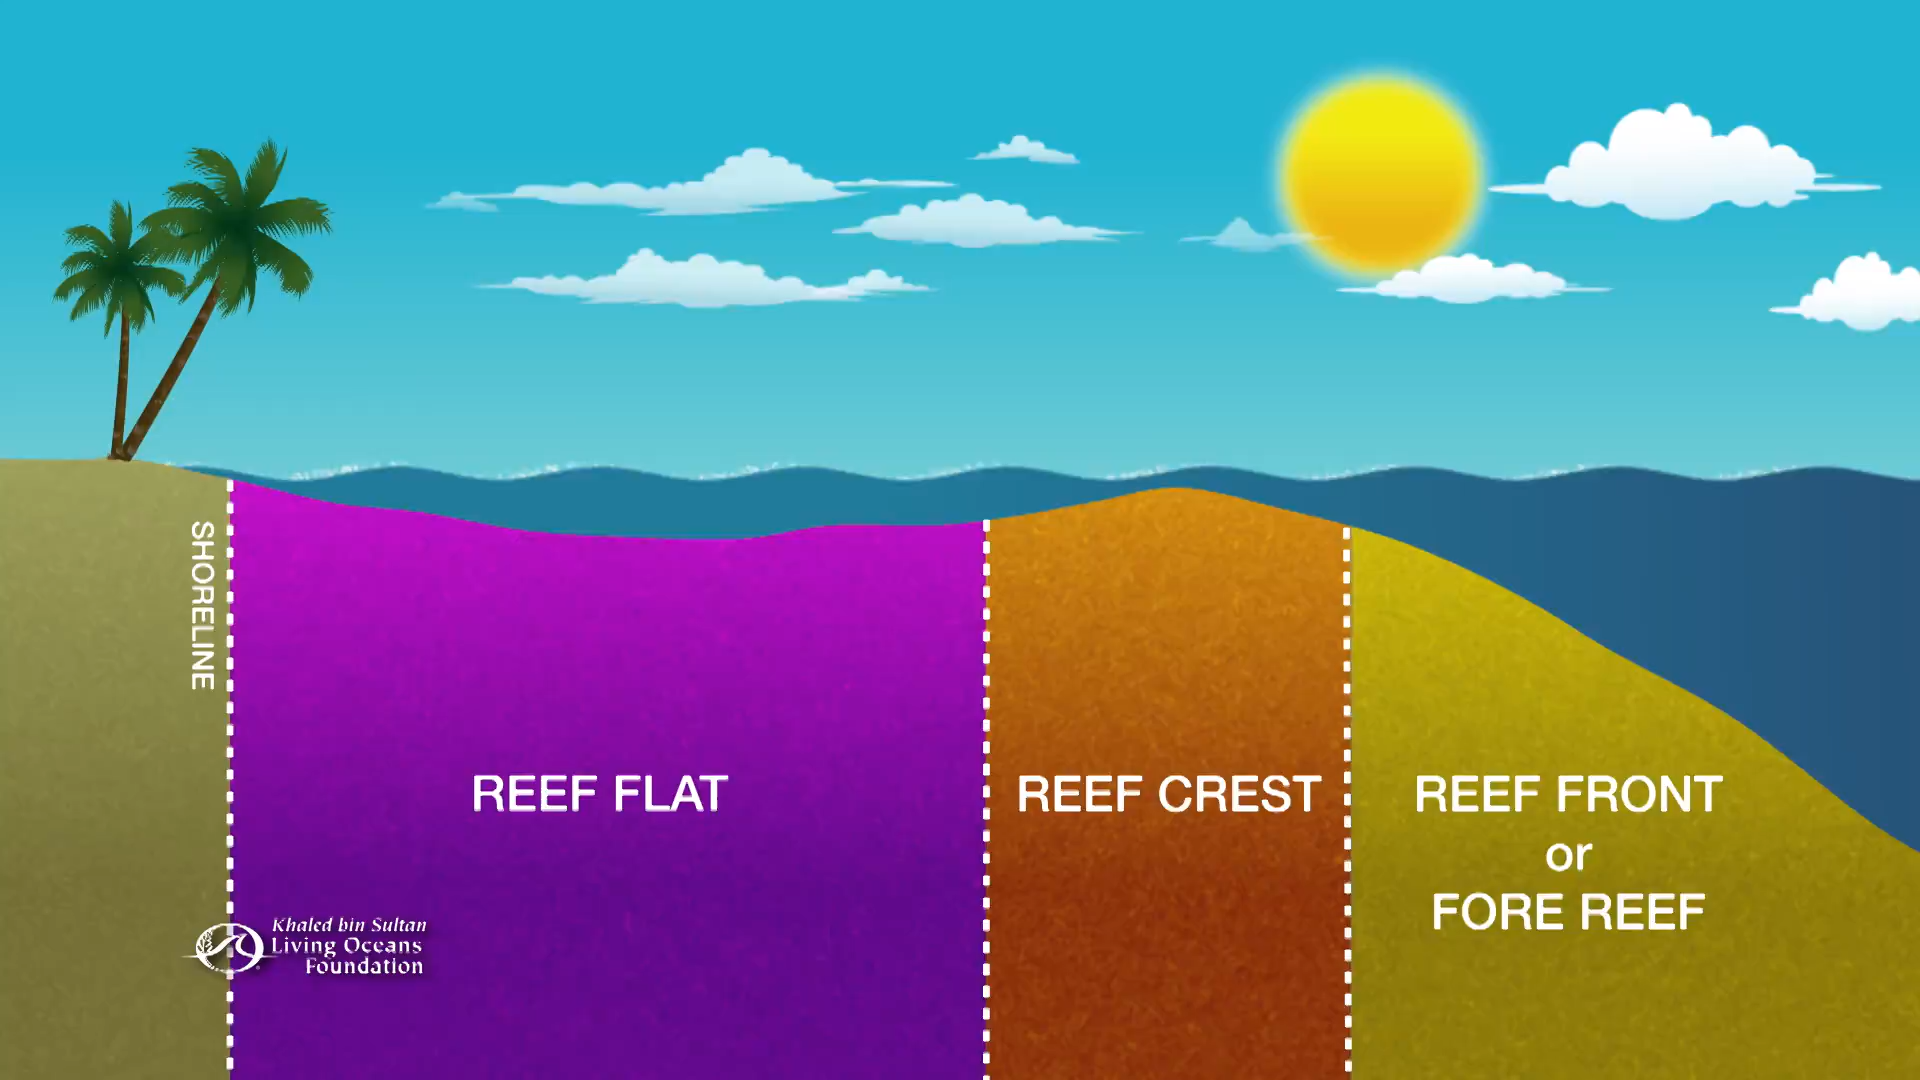 SHORELINE
REEF FLAT
REEF CREST
REEF FRONT
or
FORE REEF
Khaled bin Sultan
Living Oceans
Foundation